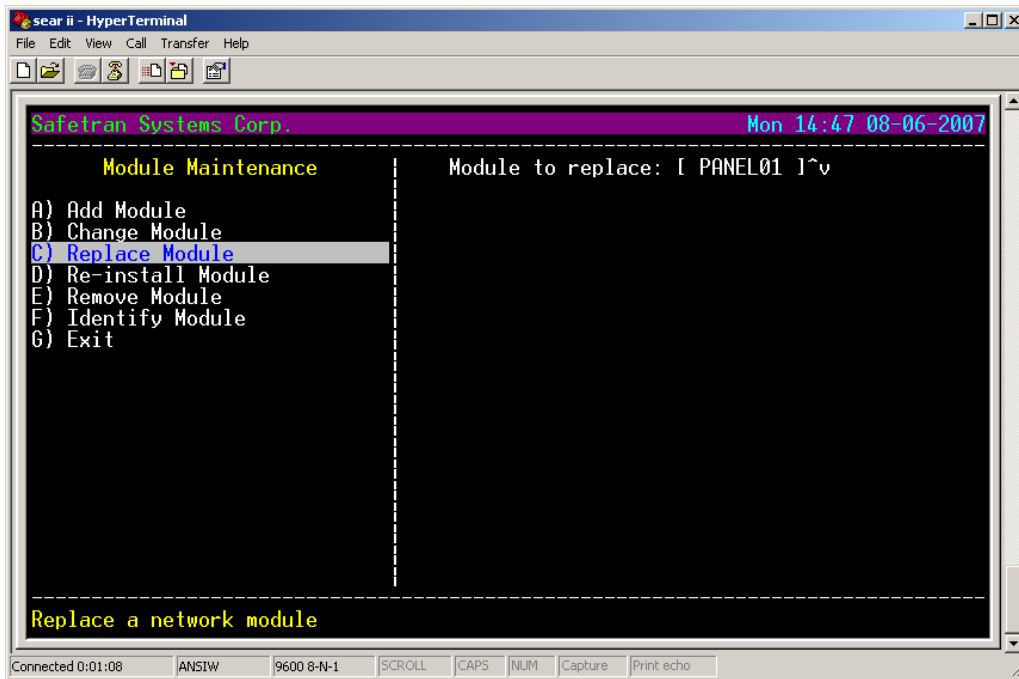 sear ii - HyperTerminal
File Edit View Call Transfer Help
Safetran Systems Corp. Mon 14:47 08-06-2007
Module Maintenance
Module to replace: [ PANEL01 ]^v
A) Add Module
B) Change Module
C) Replace Module
D) Re-install Module
E) Remove Module
F) Identify Module
G) Exit
Replace a network module
Connected 0:01:08 ANSIW 9600 8-N-1 SCROLL CAPS NUM Capture Print echo